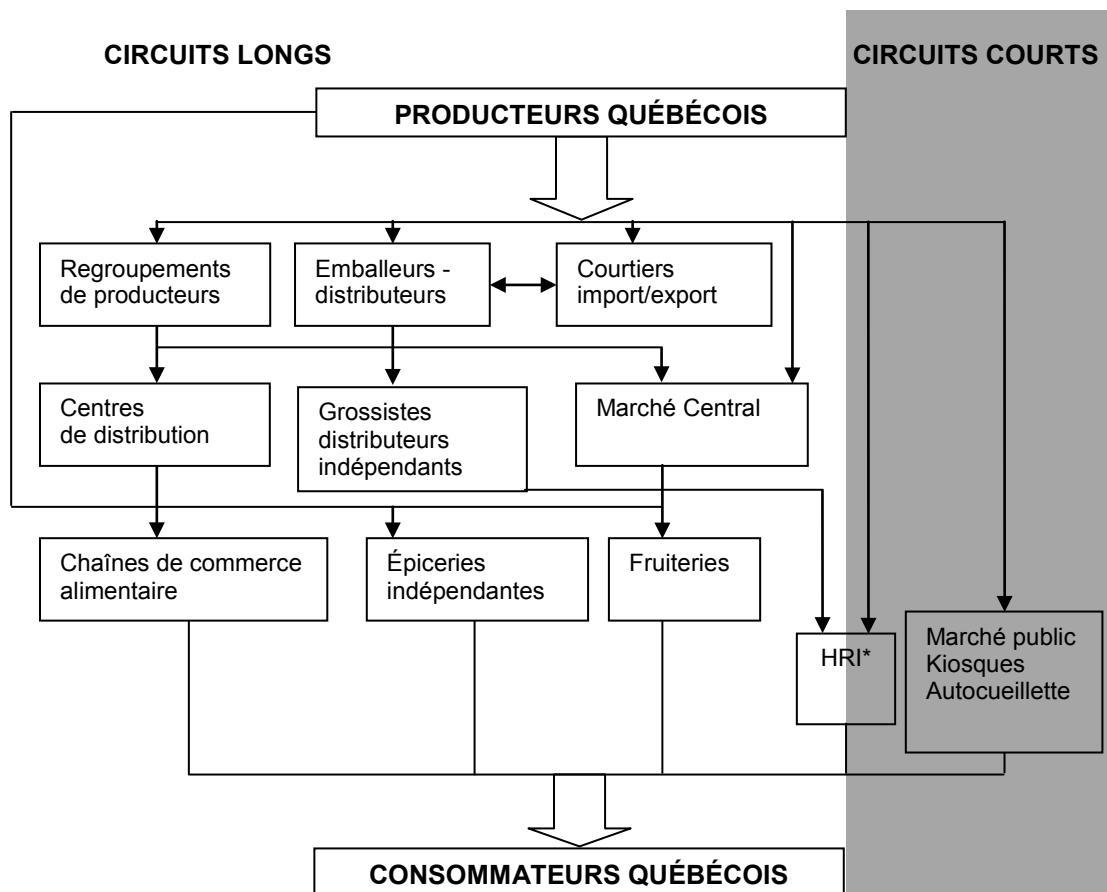 CIRCUITS LONGS
CIRCUITS COURTS
PRODUCTEURS QUÉBÉCOIS
Regroupements
de producteurs
Emballeurs -
distributeurs
Courtiers
import/export
Centres
de distribution
Grossistes
distributeurs
indépendants
Marché Central
Chaînes de commerce
alimentaire
Épiceries
indépendantes
Fruiteries
HRI*
Marché public
Kiosques
Autocueillette
CONSOMMATEURS QUÉBÉCOIS